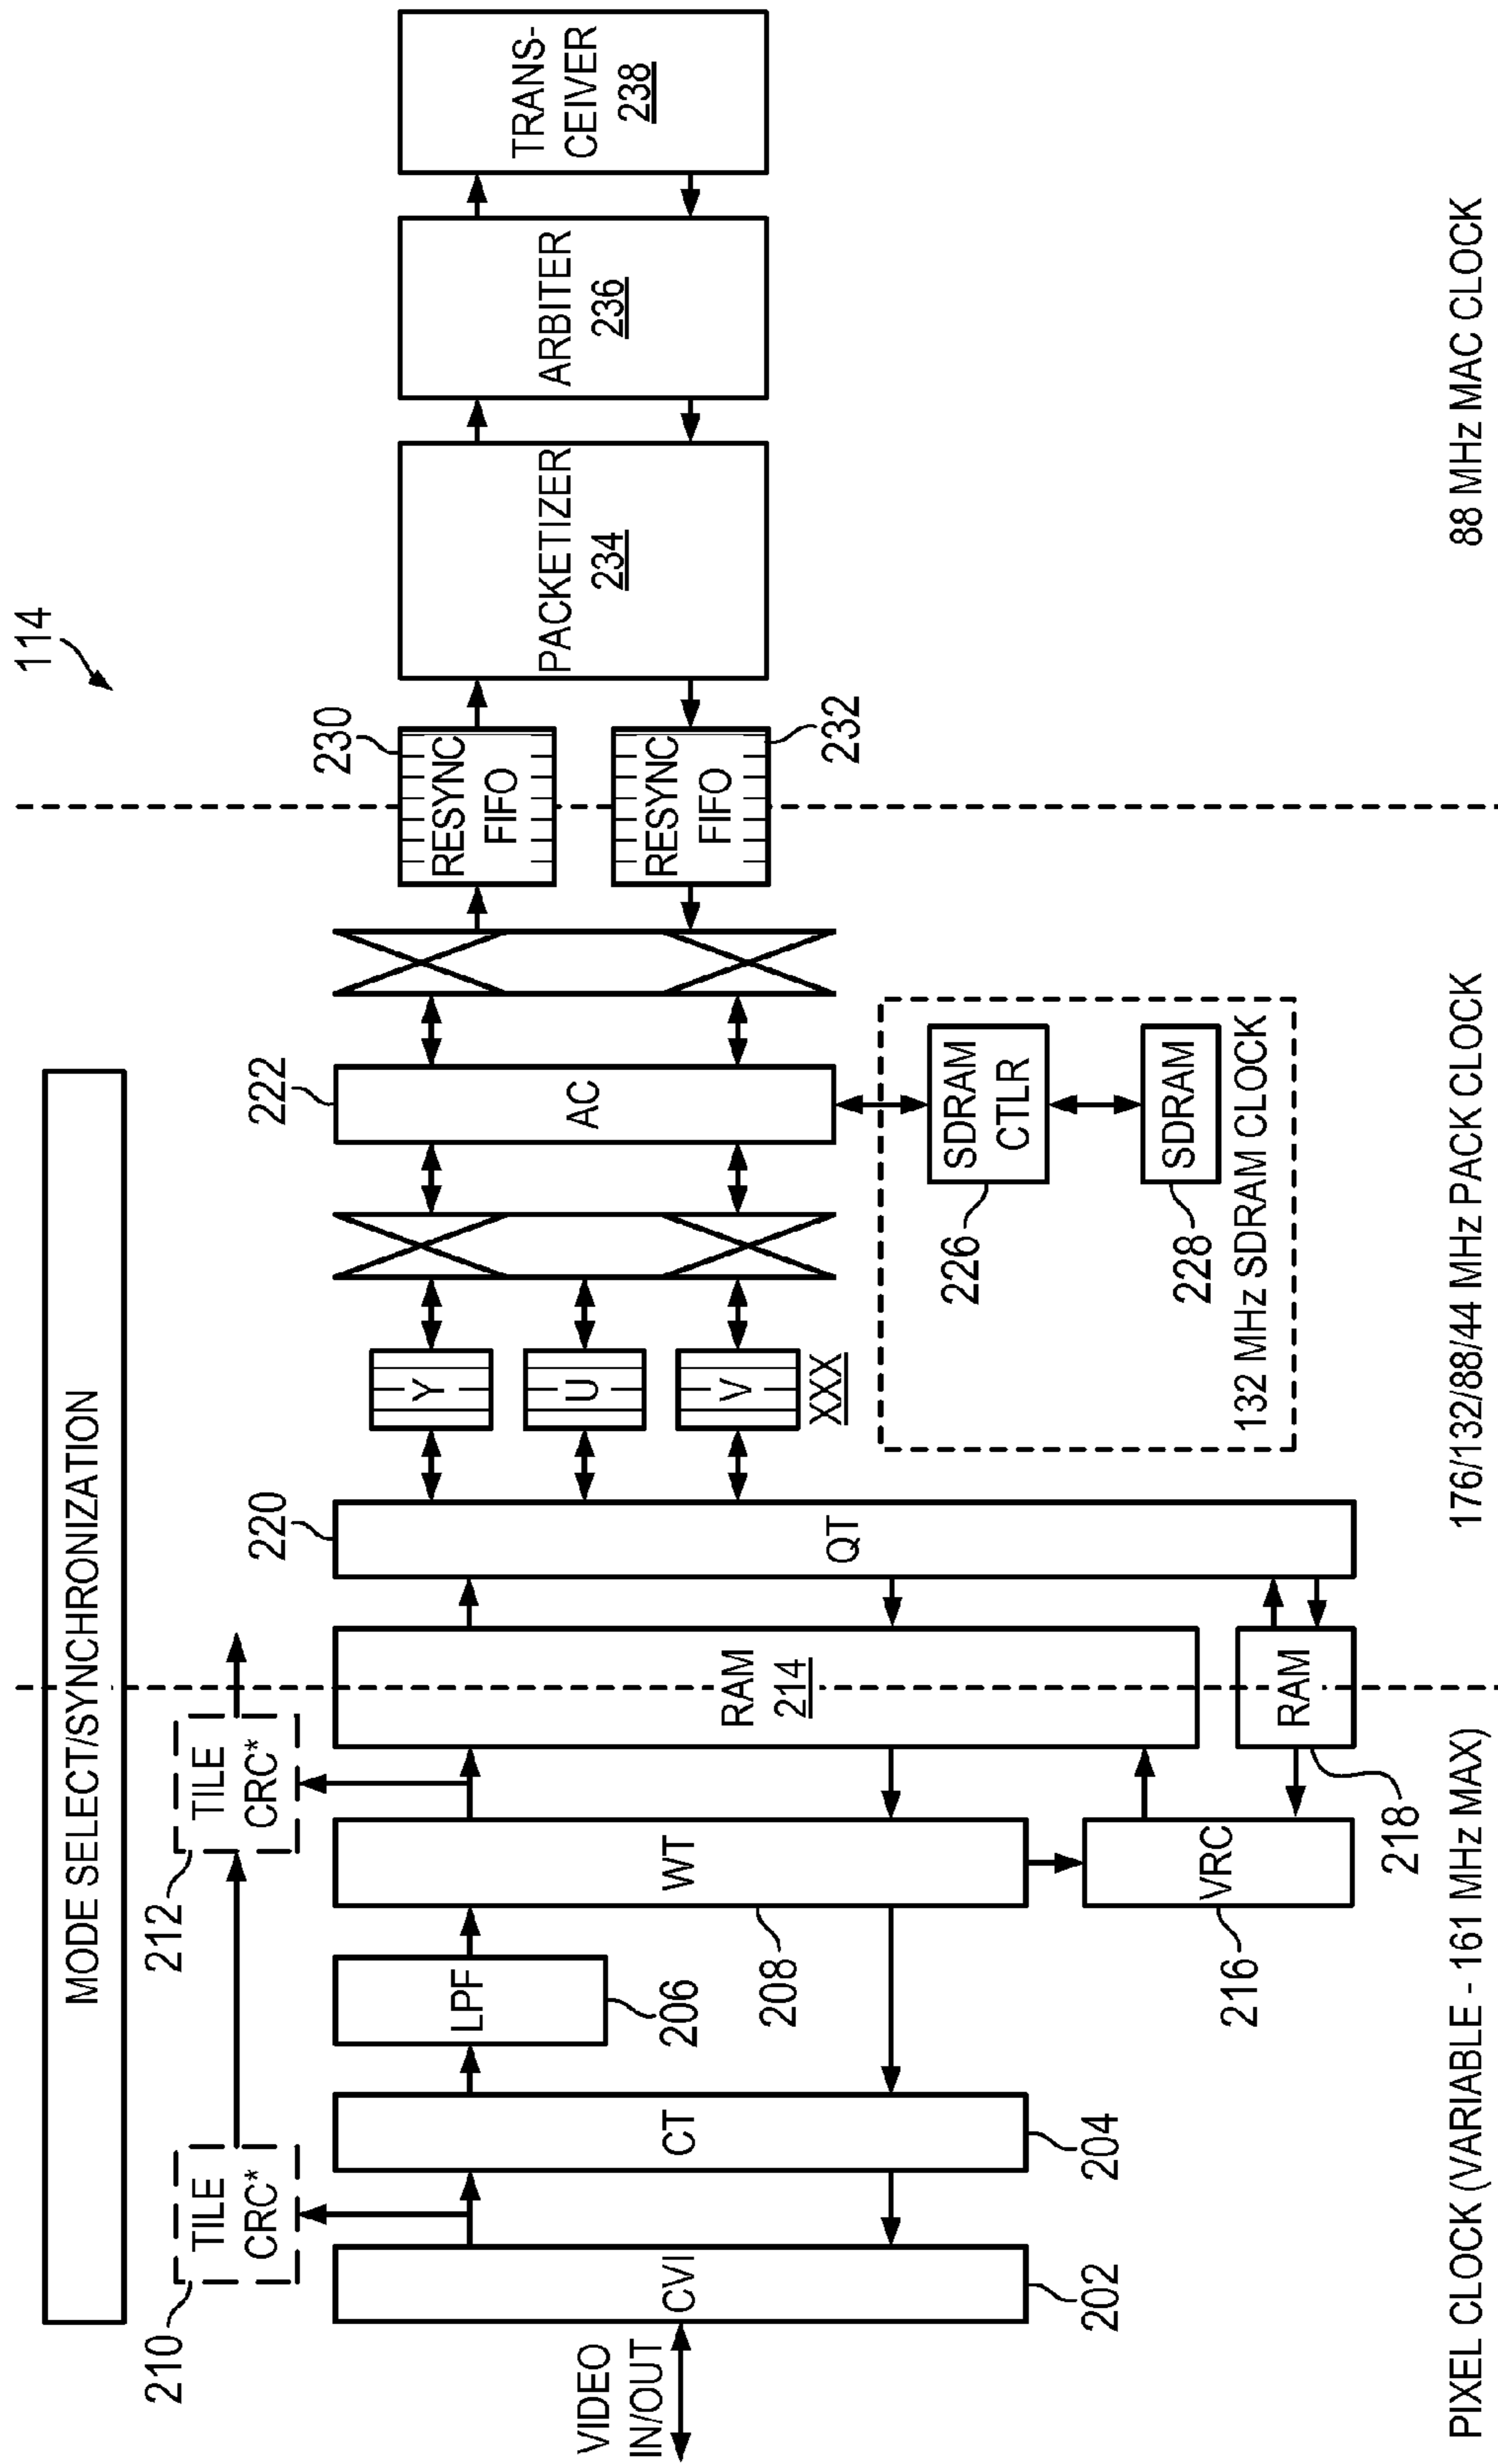 114
MODE SELECT/SYNCHRONIZATION
210
TILE
CRC*
212
TILE
CRC*
VIDEO
IN/OUT
CVI
202
CT
204
LPF
206
WT
208
VRC
216
RAM
214
RAM
218
QT
220
Y
U
V
XXX
AC
222
SDRAM
CTLR
226
SDRAM
228
132 MHz SDRAM CLOCK
RESYNC
FIFO
230
RESYNC
FIFO
232
PACKETIZER
234
ARBITER
236
TRANS-
CEIVER
238
PIXEL CLOCK (VARIABLE - 161 MHz MAX)
176/132/88/44 MHz PACK CLOCK
88 MHz MAC CLOCK